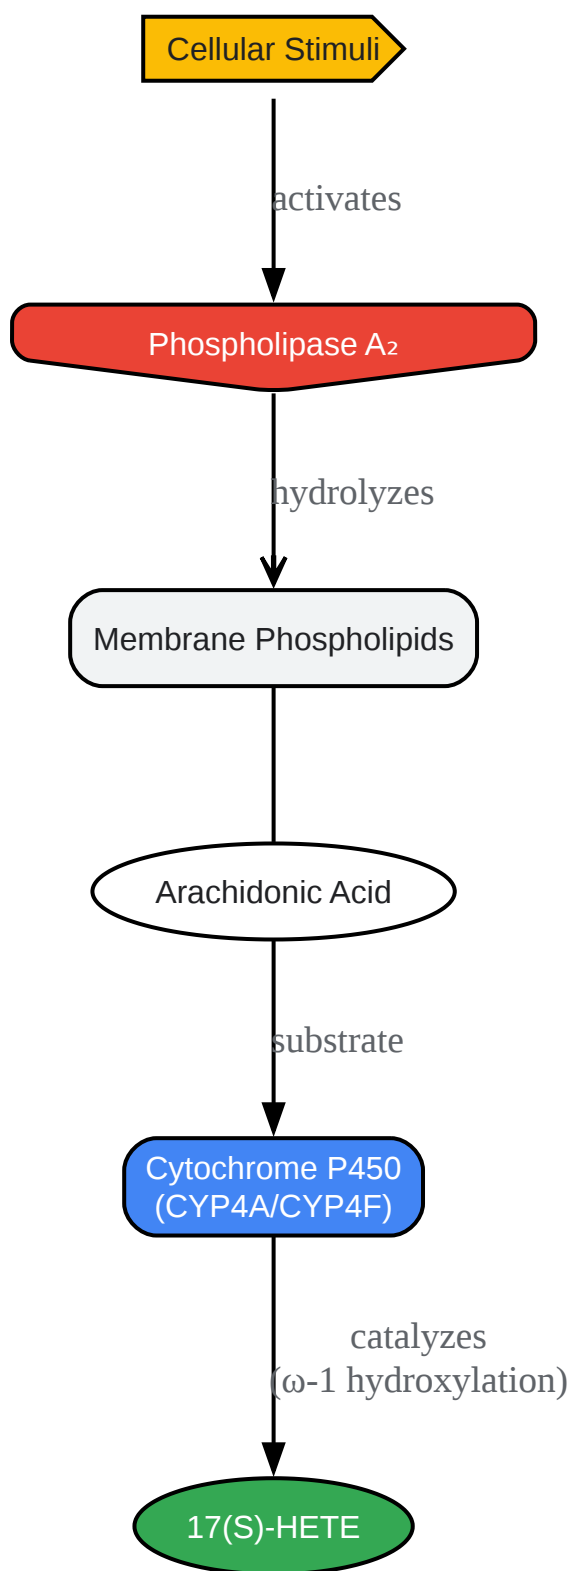 Cellular Stimuli
activates
Phospholipase A₂
hydrolyzes
Membrane Phospholipids
Arachidonic Acid
substrate
Cytochrome P450
(CYP4A/CYP4F)
catalyzes
(ω-1 hydroxylation)
17(S)-HETE